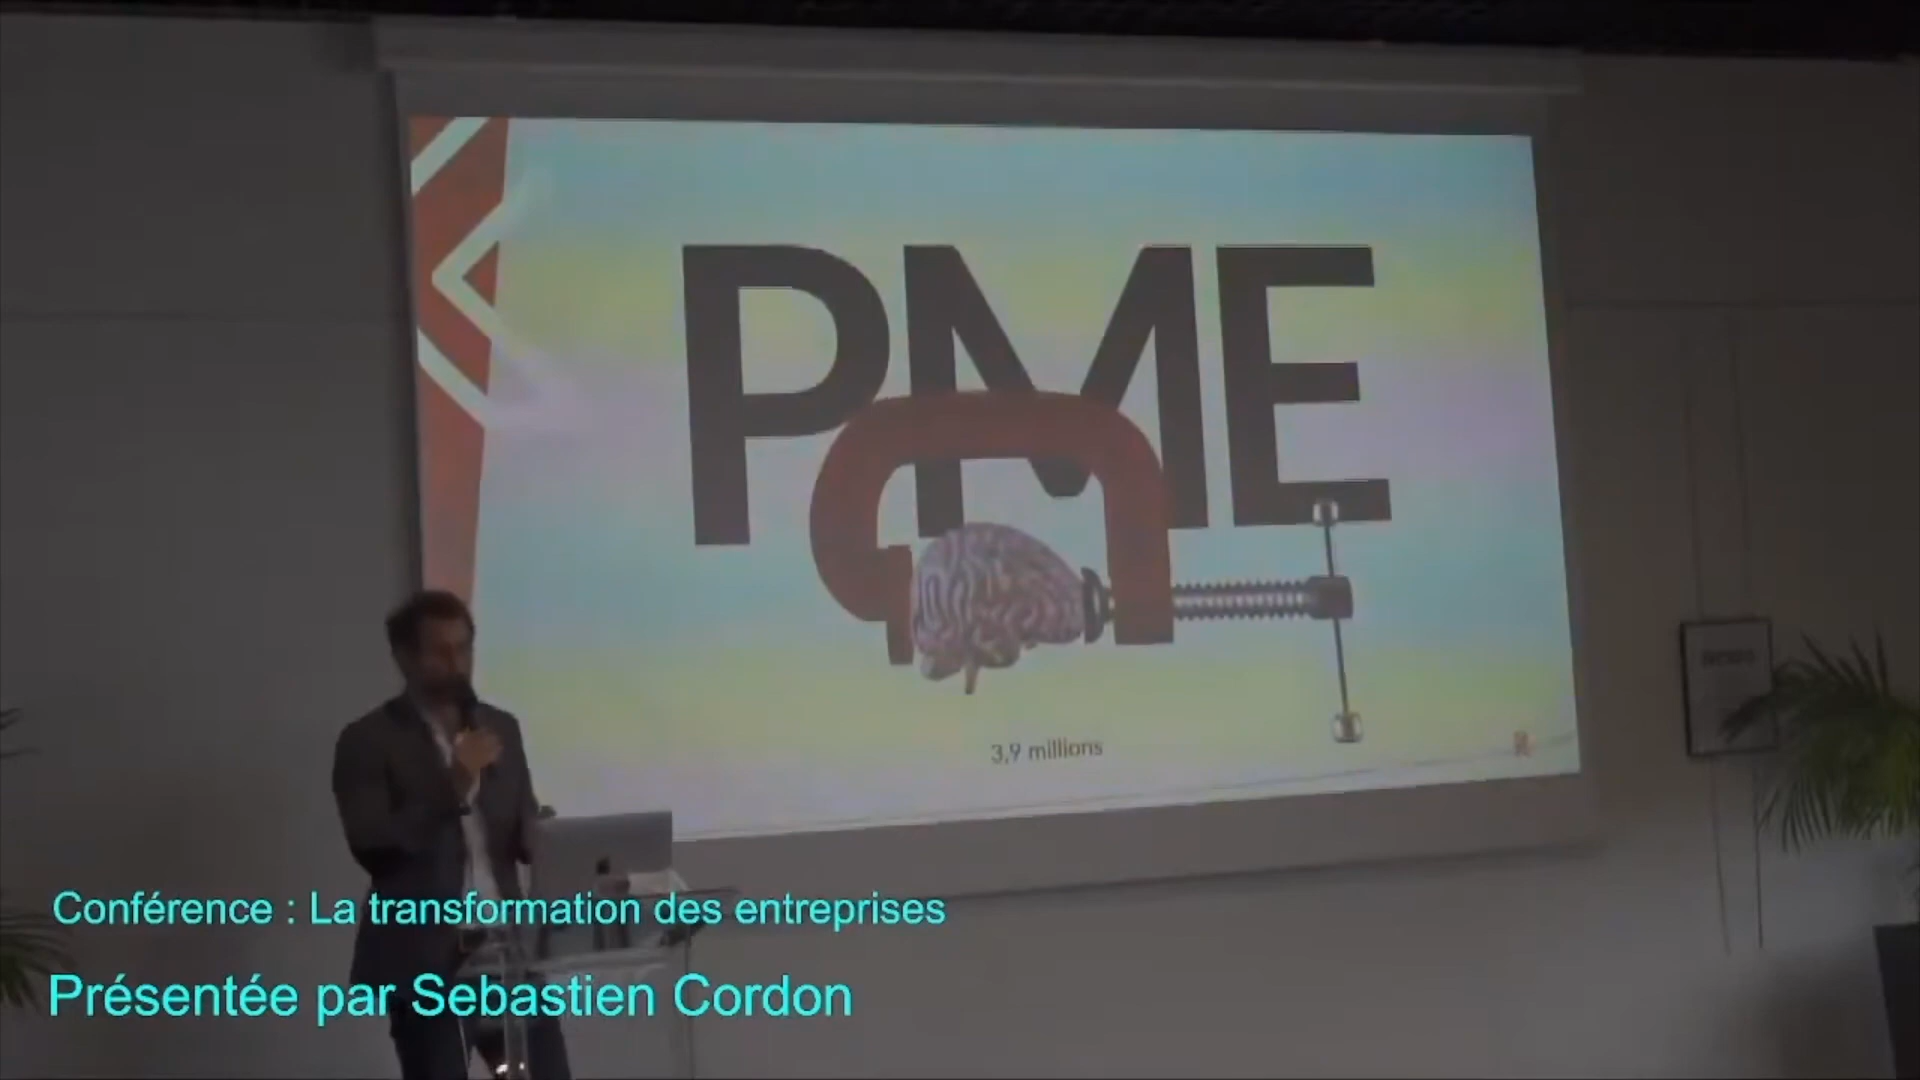 PME
3,9 millions
Conférence : La transformation des entreprises
Présentée par Sebastien Cordon